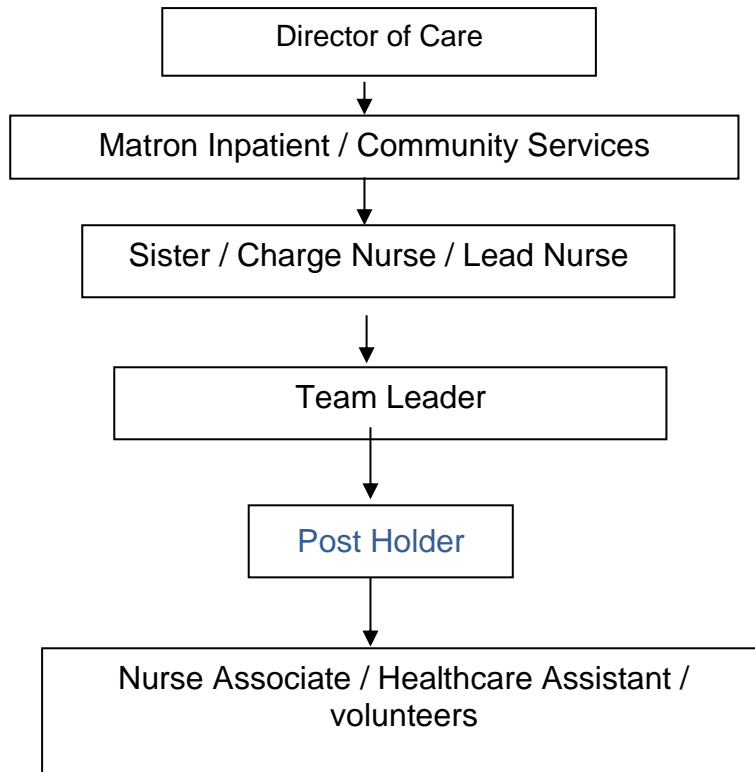 Director of Care
Matron Inpatient / Community Services
Sister / Charge Nurse / Lead Nurse
Team Leader
Post Holder
Nurse Associate / Healthcare Assistant /
volunteers